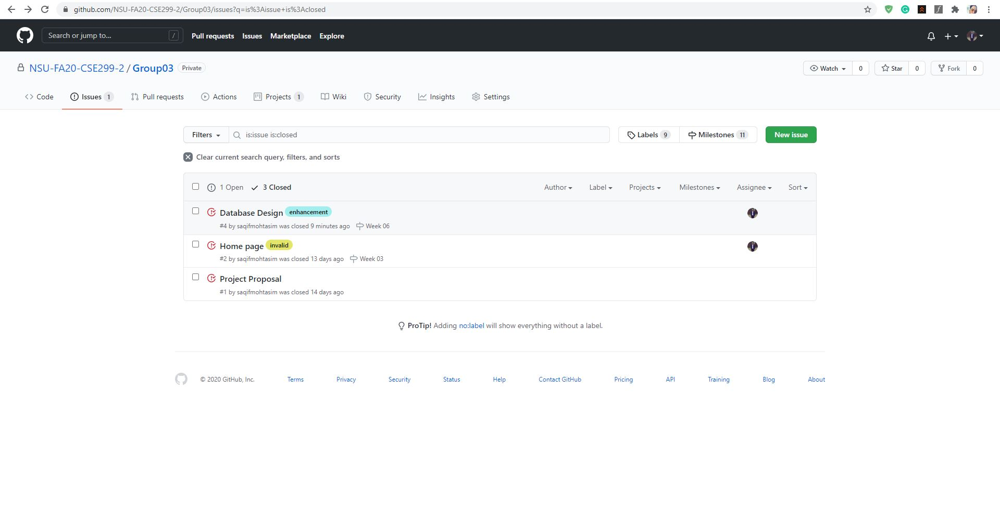 github.com/NSU-FA20-CSE299-2/Group03/issues?q=is%3Aissue+is%3Aclosed
Search or jump to... / Pull requests Issues Marketplace Explore
NSU-FA20-CSE299-2 / Group03 Private Watch 0 Star 0 Fork 0
Code Issues 1 Pull requests Actions Projects 1 Wiki Security Insights Settings
Filters is:issue is:closed Labels 9 Milestones 11 New issue
Clear current search query, filters, and sorts
1 Open 3 Closed Author Label Projects Milestones Assignee Sort
Database Design enhancement
#4 by saqifmohtasim was closed 9 minutes ago Week 06
Home page invalid
#2 by saqifmohtasim was closed 13 days ago Week 03
Project Proposal
#1 by saqifmohtasim was closed 14 days ago
ProTip! Adding no:label will show everything without a label.
© 2020 GitHub, Inc. Terms Privacy Security Status Help Contact GitHub Pricing API Training Blog About